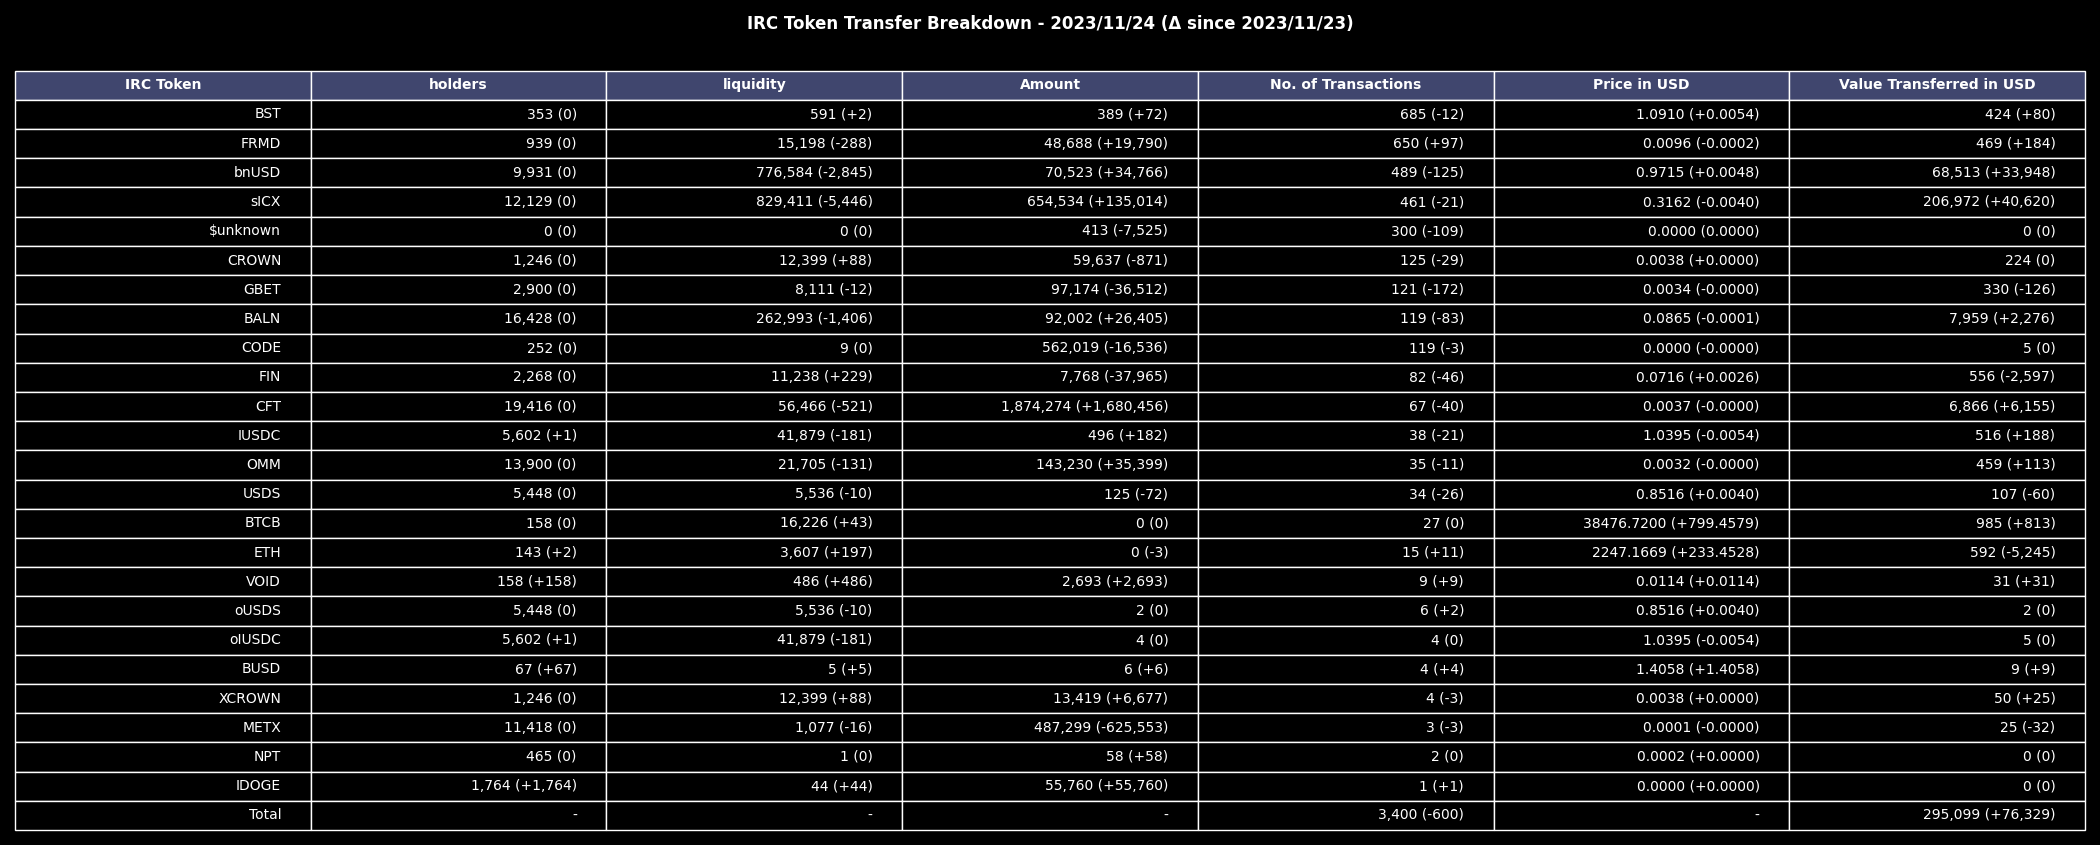 IRC Token Transfer Breakdown - 2023/11/24 (Δ since 2023/11/23)
IRC Token holders liquidity Amount No. of Transactions Price in USD Value Transferred in USD
BST 353 (0) 591 (+2) 389 (+72) 685 (-12) 1.0910 (+0.0054) 424 (+80)
FRMD 939 (0) 15,198 (-288) 48,688 (+19,790) 650 (+97) 0.0096 (-0.0002) 469 (+184)
bnUSD 9,931 (0) 776,584 (-2,845) 70,523 (+34,766) 489 (-125) 0.9715 (+0.0048) 68,513 (+33,948)
sICX 12,129 (0) 829,411 (-5,446) 654,534 (+135,014) 461 (-21) 0.3162 (-0.0040) 206,972 (+40,620)
$unknown 0 (0) 0 (0) 413 (-7,525) 300 (-109) 0.0000 (0.0000) 0 (0)
CROWN 1,246 (0) 12,399 (+88) 59,637 (-871) 125 (-29) 0.0038 (+0.0000) 224 (0)
GBET 2,900 (0) 8,111 (-12) 97,174 (-36,512) 121 (-172) 0.0034 (-0.0000) 330 (-126)
BALN 16,428 (0) 262,993 (-1,406) 92,002 (+26,405) 119 (-83) 0.0865 (-0.0001) 7,959 (+2,276)
CODE 252 (0) 9 (0) 562,019 (-16,536) 119 (-3) 0.0000 (-0.0000) 5 (0)
FIN 2,268 (0) 11,238 (+229) 7,768 (-37,965) 82 (-46) 0.0716 (+0.0026) 556 (-2,597)
CFT 19,416 (0) 56,466 (-521) 1,874,274 (+1,680,456) 67 (-40) 0.0037 (-0.0000) 6,866 (+6,155)
IUSDC 5,602 (+1) 41,879 (-181) 496 (+182) 38 (-21) 1.0395 (-0.0054) 516 (+188)
OMM 13,900 (0) 21,705 (-131) 143,230 (+35,399) 35 (-11) 0.0032 (-0.0000) 459 (+113)
USDS 5,448 (0) 5,536 (-10) 125 (-72) 34 (-26) 0.8516 (+0.0040) 107 (-60)
BTCB 158 (0) 16,226 (+43) 0 (0) 27 (0) 38476.7200 (+799.4579) 985 (+813)
ETH 143 (+2) 3,607 (+197) 0 (-3) 15 (+11) 2247.1669 (+233.4528) 592 (-5,245)
VOID 158 (+158) 486 (+486) 2,693 (+2,693) 9 (+9) 0.0114 (+0.0114) 31 (+31)
oUSDS 5,448 (0) 5,536 (-10) 2 (0) 6 (+2) 0.8516 (+0.0040) 2 (0)
oIUSDC 5,602 (+1) 41,879 (-181) 4 (0) 4 (0) 1.0395 (-0.0054) 5 (0)
BUSD 67 (+67) 5 (+5) 6 (+6) 4 (+4) 1.4058 (+1.4058) 9 (+9)
XCROWN 1,246 (0) 12,399 (+88) 13,419 (+6,677) 4 (-3) 0.0038 (+0.0000) 50 (+25)
METX 11,418 (0) 1,077 (-16) 487,299 (-625,553) 3 (-3) 0.0001 (-0.0000) 25 (-32)
NPT 465 (0) 1 (0) 58 (+58) 2 (0) 0.0002 (+0.0000) 0 (0)
IDOGE 1,764 (+1,764) 44 (+44) 55,760 (+55,760) 1 (+1) 0.0000 (+0.0000) 0 (0)
Total - - - 3,400 (-600) - 295,099 (+76,329)